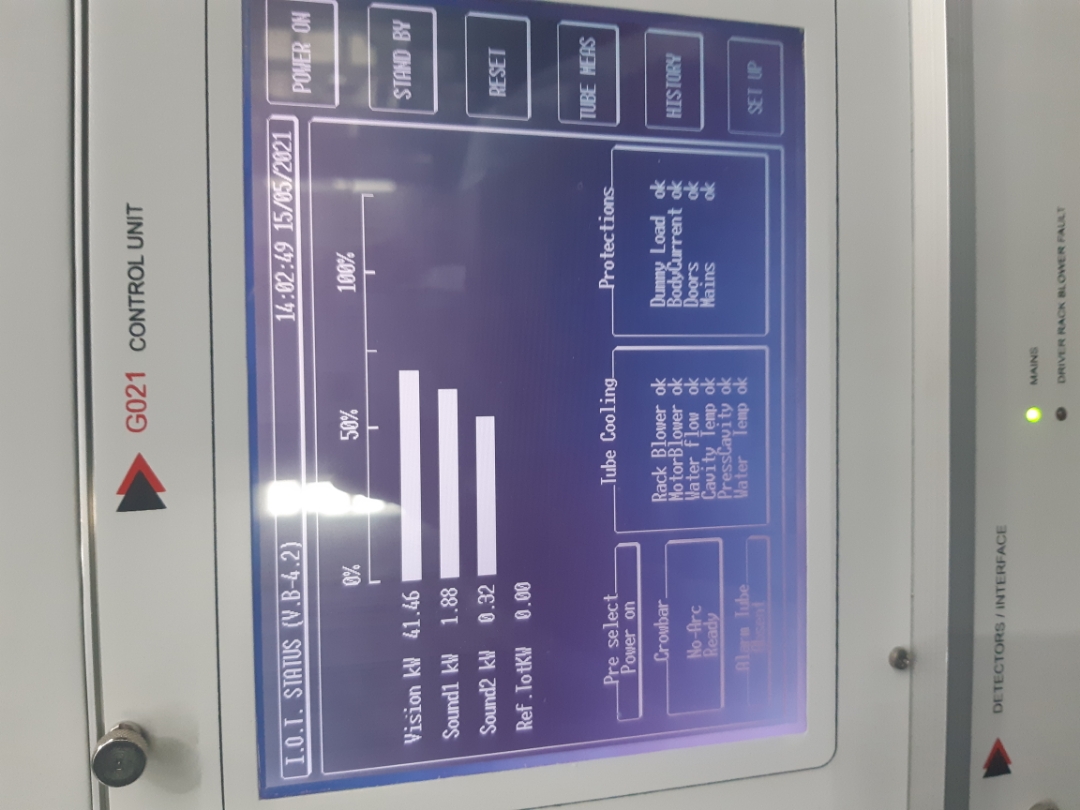 G021 CONTROL UNIT
I.O.T. STATUS (V.B-4.2) 14:02:49 15/05/2021
POWER ON
0% 50% 100%
Vision kW 41.46
STAND BY
Sound1 kW 1.88
Sound2 kW 0.32
RESET
Ref.TotKW 0.00
TUBE MEAS
Pre select
Power on
Crowbar
No-Arc
Ready
Alarm Tube
Absent
Tube Cooling
Rack Blower ok
MotorBlower ok
Water flow ok
Cavity Temp ok
PressCavity ok
Water Temp ok
Protections
Dummy Load ok
BodyCurrent ok
Doors ok
Mains ok
HISTORY
SET UP
DETECTORS / INTERFACE
MAINS
DRIVER RACK BLOWER FAULT